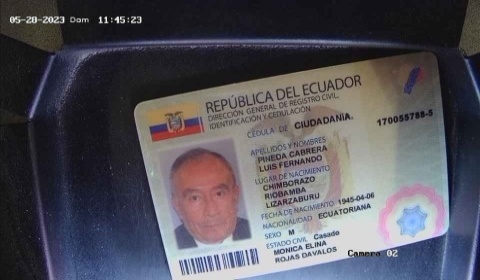 05-28-2023 Dam 11:45:23
REPÚBLICA DEL ECUADOR
DIRECCIÓN GENERAL DE REGISTRO CIVIL,
IDENTIFICACIÓN Y CEDULACIÓN
CÉDULA DE CIUDADANÍA
170055788-5
APELLIDOS Y NOMBRES
PINEDA CABRERA
LUIS FERNANDO
LUGAR DE NACIMIENTO
CHIMBORAZO
RIOBAMBA
LIZARZABURU
FECHA DE NACIMIENTO 1945-04-06
NACIONALIDAD ECUATORIANA
SEXO M
ESTADO CIVIL Casado
MONICA ELINA
ROJAS DAVALOS
Camera 02